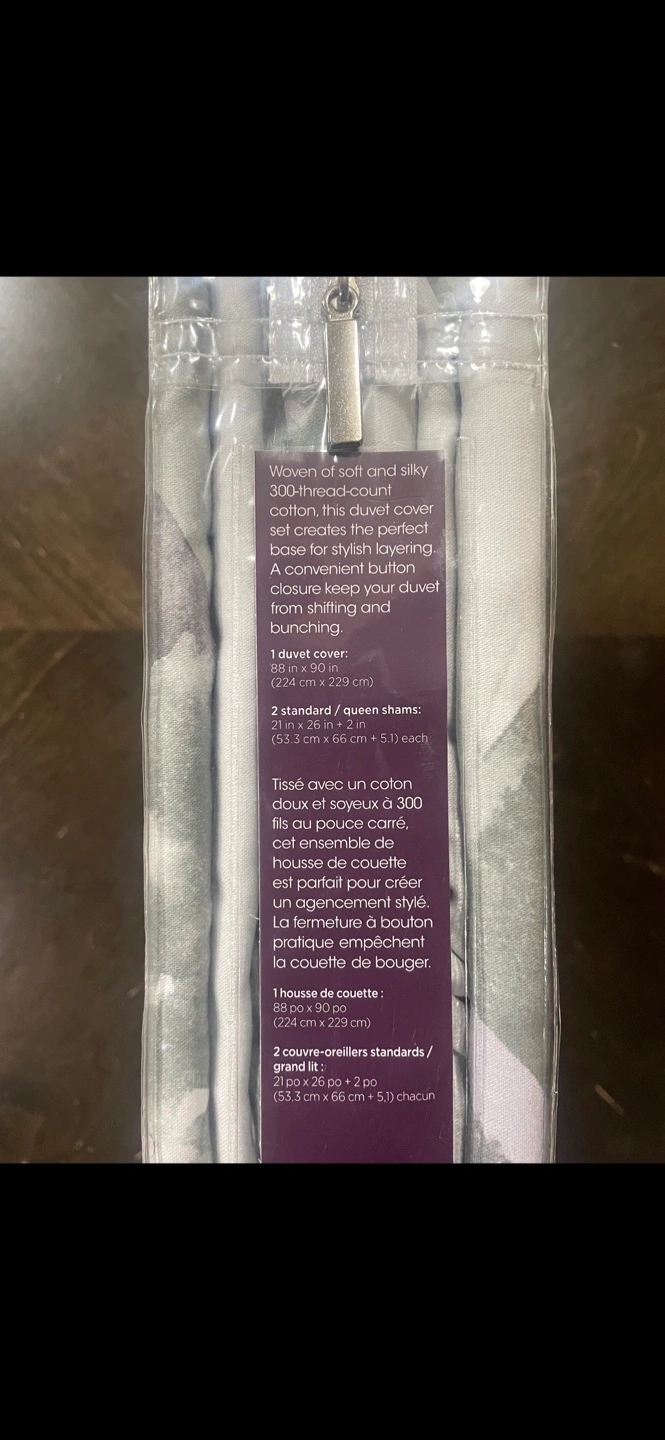 Woven of soft and silky
300-thread-count
cotton, this duvet cover
set creates the perfect
base for stylish layering.
A convenient button
closure keep your duvet
from shifting and
bunching.
1 duvet cover:
88 in x 90 in
(224 cm x 229 cm)
2 standard / queen shams:
21 in x 26 in + 2 in
(53.3 cm x 66 cm + 5.1) each
Tissé avec un coton
doux et soyeux à 300
fils au pouce carré,
cet ensemble de
housse de couette
est parfait pour créer
un agencement stylé.
La fermeture à bouton
pratique empêchent
la couette de bouger.
1 housse de couette :
88 po x 90 po
(224 cm x 229 cm)
2 couvre-oreillers standards /
grand lit :
21 po x 26 po + 2 po
(53,3 cm x 66 cm + 5,1) chacun